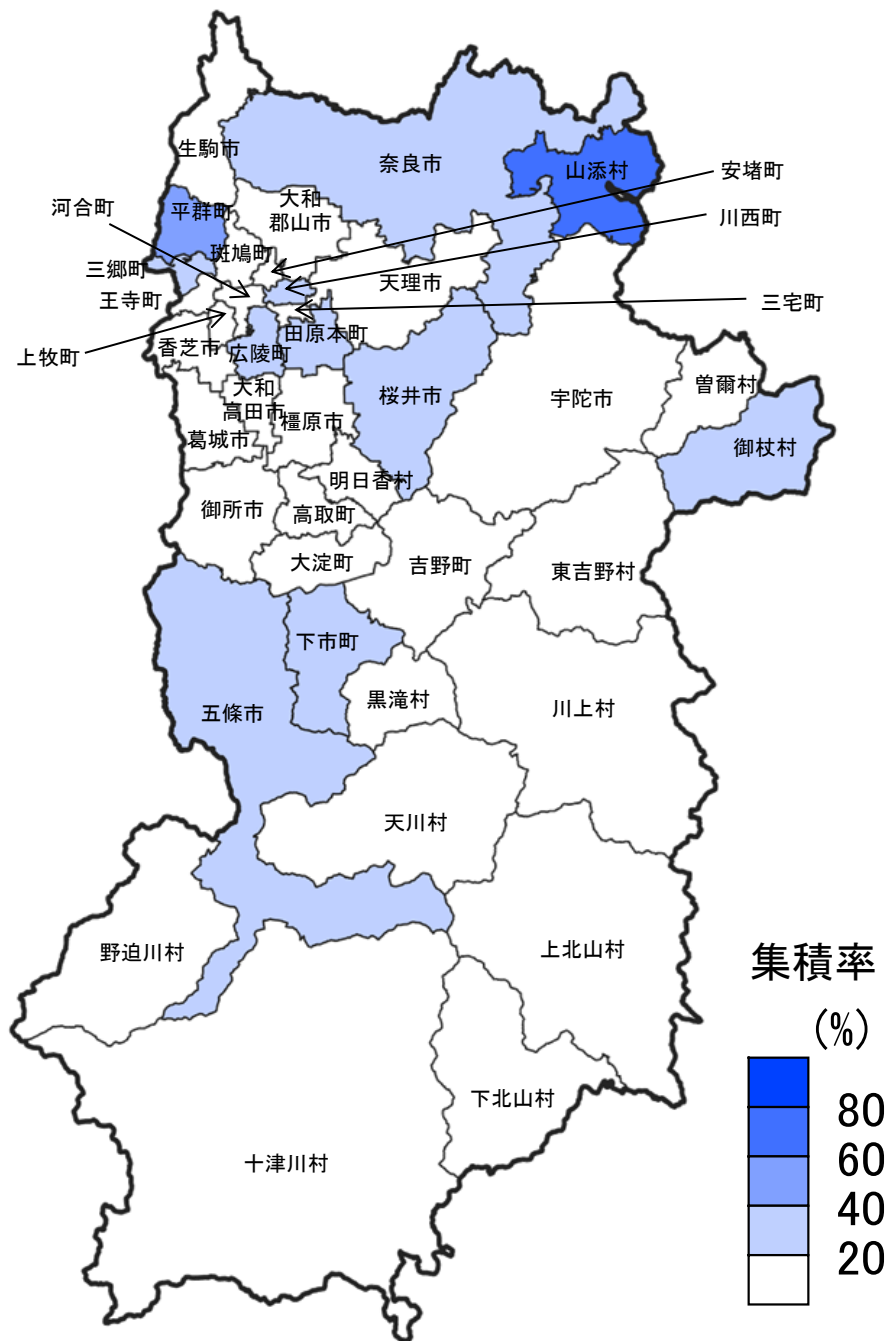 生駒市
奈良市
山添村
安堵町
河合町
平群町
大和
郡山市
川西町
斑鳩町
三郷町
天理市
王寺町
三宅町
田原本町
上牧町
香芝市
広陵町
桜井市
大和
高田市
宇陀市
曽爾村
橿原市
葛城市
御杖村
明日香村
御所市
高取町
大淀町
吉野町
東吉野村
下市町
黒滝村
五條市
川上村
天川村
野迫川村
上北山村
下北山村
十津川村
集積率
(%)
80
60
40
20